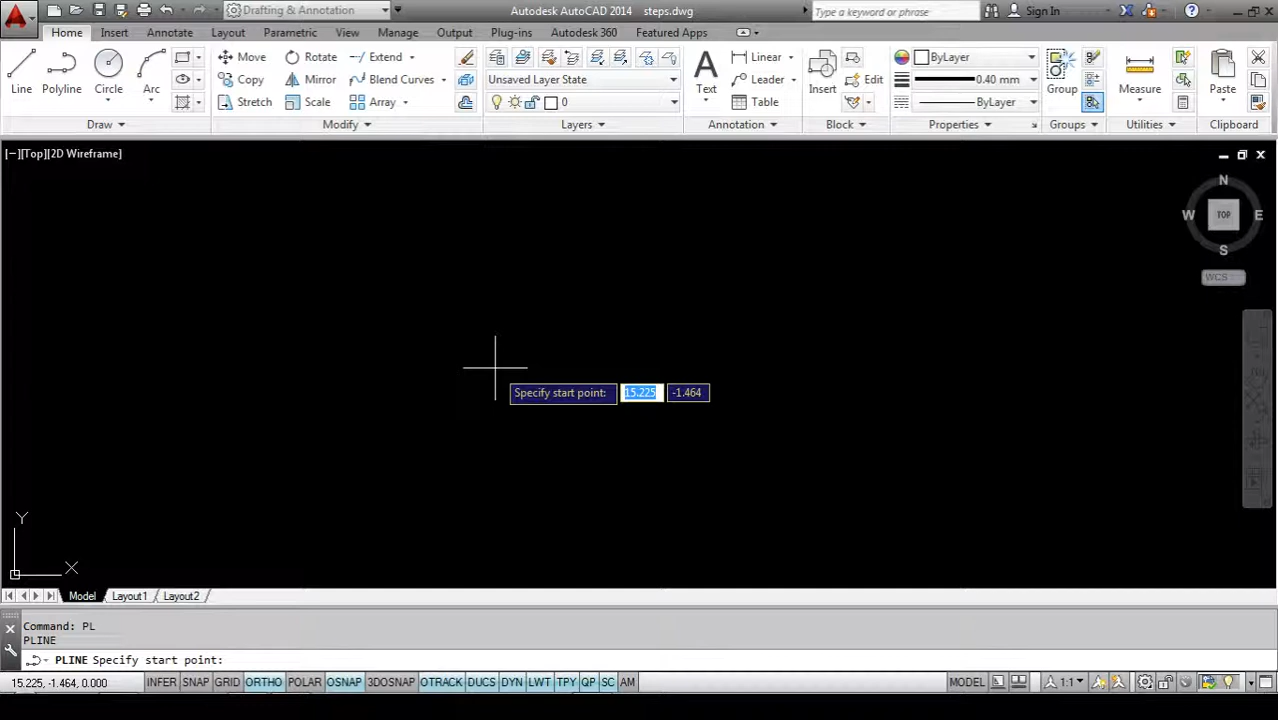 Drafting & Annotation
Autodesk AutoCAD 2014 steps.dwg
Type a keyword or phrase
Sign In
Home Insert Annotate Layout Parametric View Manage Output Plug-ins Autodesk 360 Featured Apps
Line Polyline Circle Arc
Move Rotate Extend
Copy Mirror Blend Curves
Stretch Scale Array
Unsaved Layer State
0
Text
Linear
Leader
Table
Insert
Edit
ByLayer
0.40 mm
ByLayer
Group
Measure
Paste
Draw Modify Layers Annotation Block Properties Groups Utilities Clipboard
[−][Top][2D Wireframe]
N
W TOP E
S
WCS
Specify start point: 15.225 -1.464
Y
X
Model Layout1 Layout2
Command: PL
PLINE
PLINE Specify start point:
15.225, -1.464, 0.000 INFER SNAP GRID ORTHO POLAR OSNAP 3DOSNAP OTRACK DUCS DYN LWT TPY QP SC AM MODEL 1:1